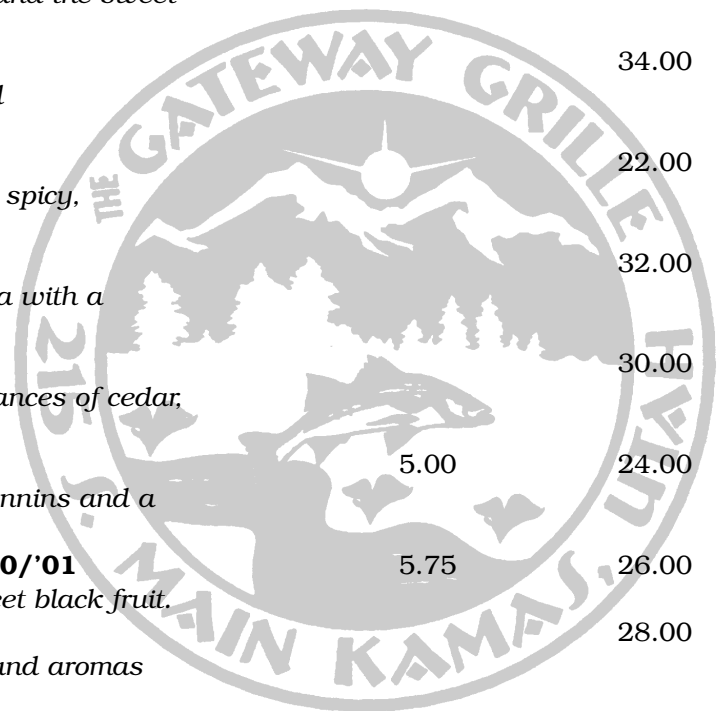 and the sweet
34.00
22.00
spicy,
32.00
a with a
30.00
ances of cedar,
5.00 24.00
nnins and a
0/'01 5.75 26.00
eet black fruit.
28.00
and aromas
THE GATEWAY GRILLE
215 S. MAIN KAMAS, UTAH